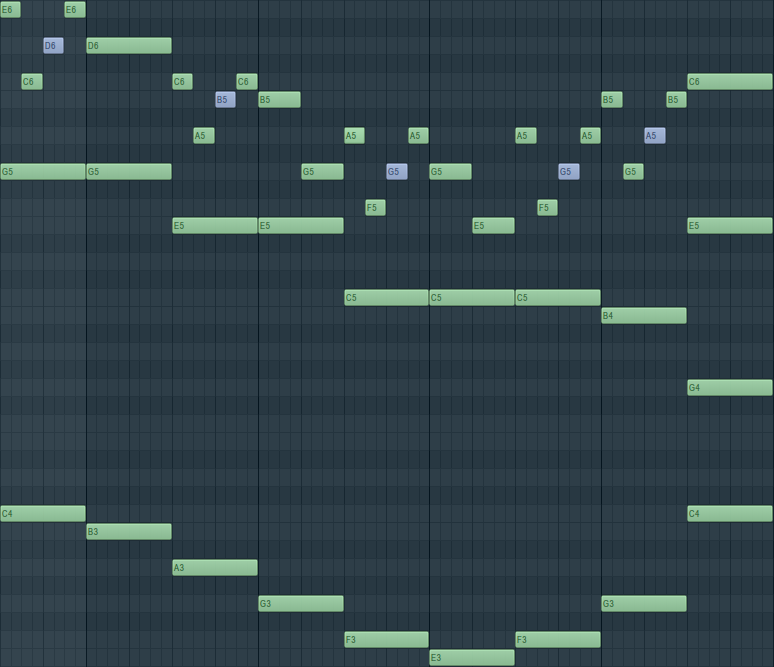 E6 E6
D6 D6
C6 C6 C6 C6
B5 B5 B5 B5
A5 A5 A5 A5 A5 A5
G5 G5 G5 G5 G5 G5 G5
F5 F5
E5 E5 E5 E5
C5 C5 C5
B4
G4
C4 C4
B3
A3
G3 G3
F3 F3
E3